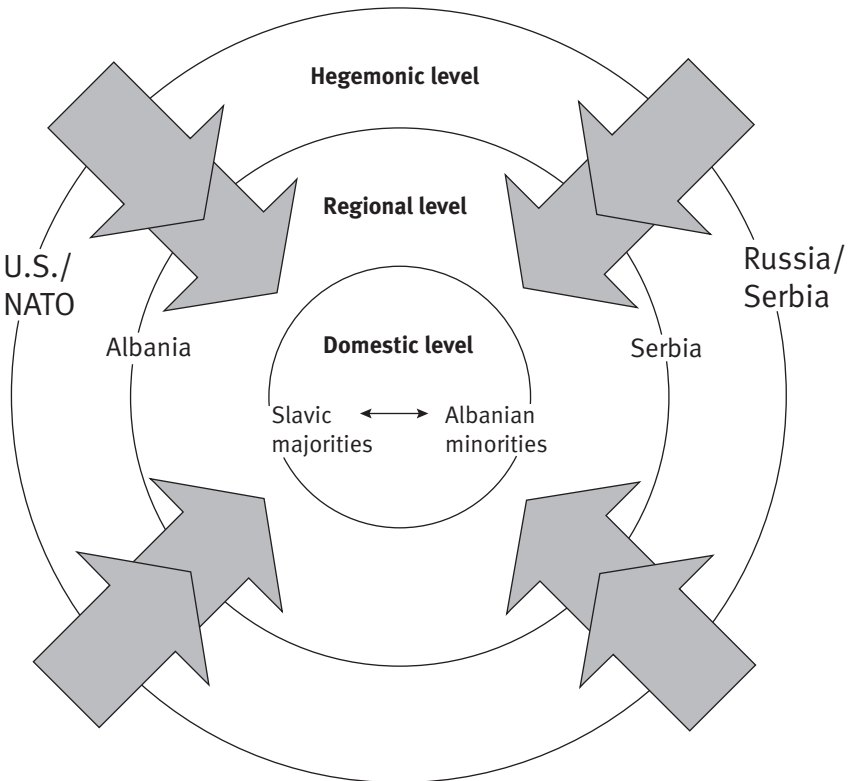 Hegemonic level
Regional level
U.S./
NATO
Russia/
Serbia
Albania
Domestic level
Serbia
Slavic
majorities
Albanian
minorities